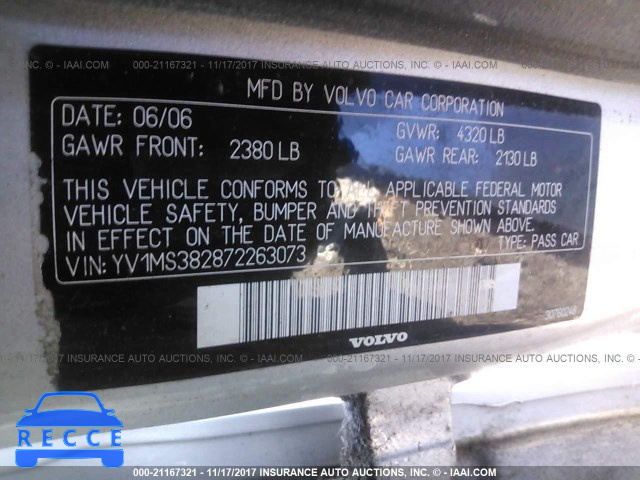 000-21167321 - 11/17/2017 INSURANCE AUTO AUCTIONS, INC. - © - IAAI.COM
MFD BY VOLVO CAR CORPORATION
DATE: 06/06
GVWR: 4320 LB
GAWR FRONT: 2380 LB
GAWR REAR: 2130 LB
THIS VEHICLE CONFORMS TO ALL APPLICABLE FEDERAL MOTOR
VEHICLE SAFETY, BUMPER AND THEFT PREVENTION STANDARDS
IN EFFECT ON THE DATE OF MANUFACTURE SHOWN ABOVE.
TYPE: PASS CAR
VIN: YV1MS382872263073
VOLVO
000-21167321 - 11/17/2017 INSURANCE AUTO AUCTIONS, INC. - © - IAAI.COM
RECCE
000-21167321 - 11/17/2017 INSURANCE AUTO AUCTIONS, INC. - © - IAAI.COM